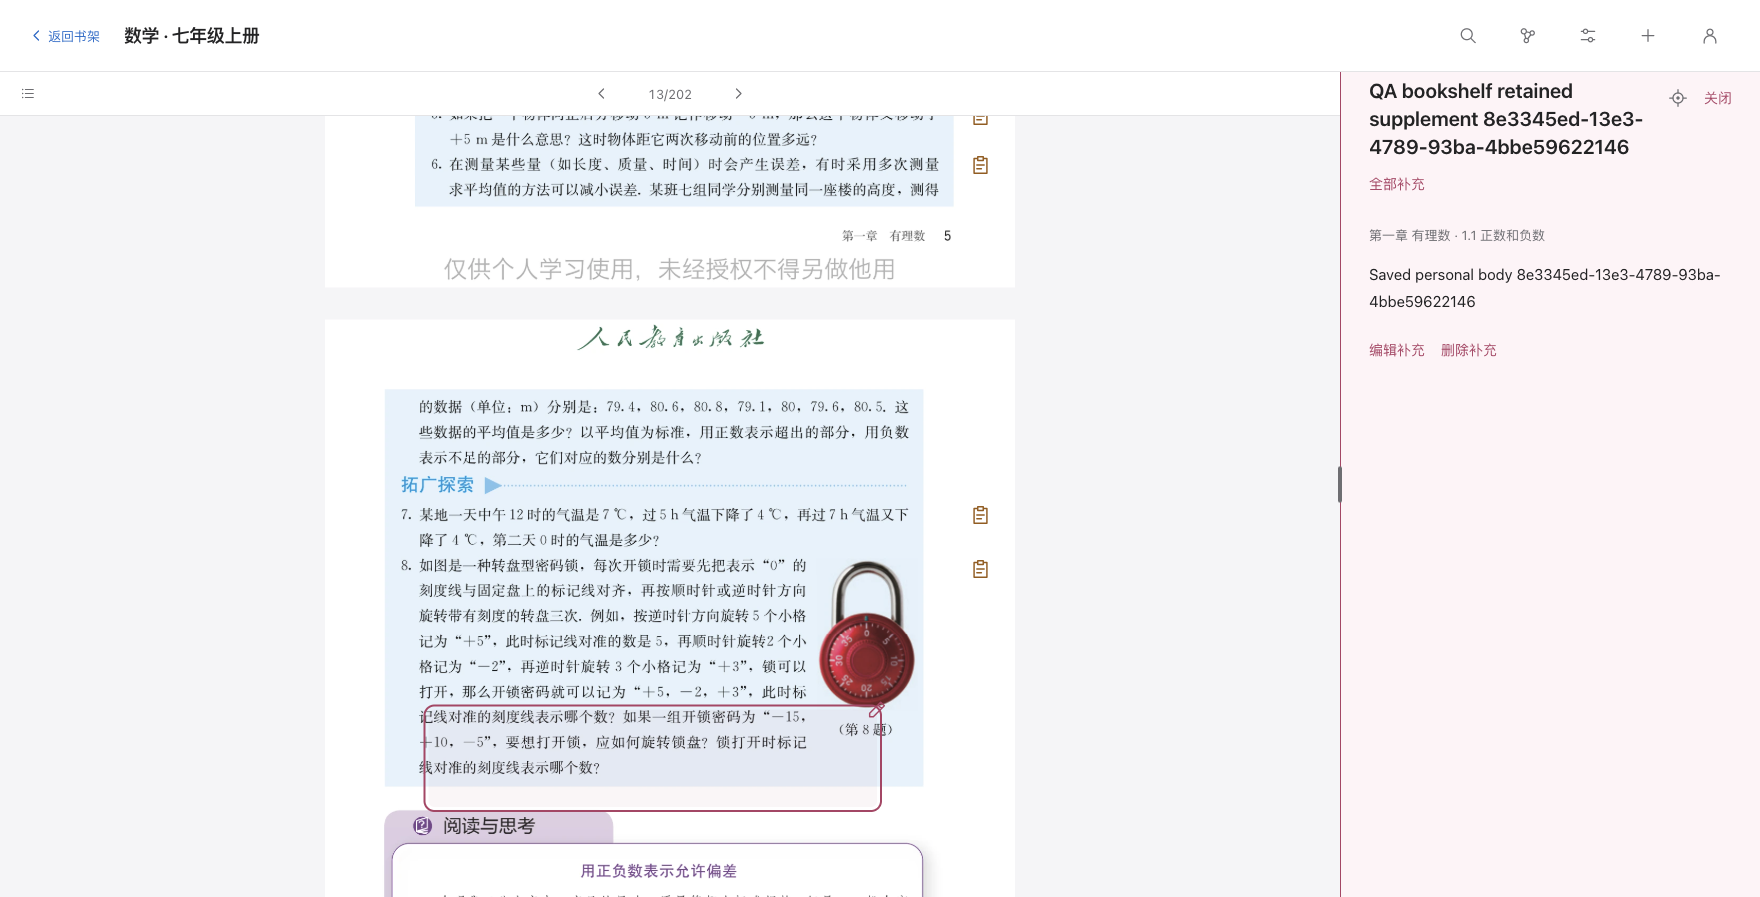 返回书架
数学 · 七年级上册
13/202
+5 m 是什么意思？这时物体距它两次移动前的位置多远？
6. 在测量某些量（如长度、质量、时间）时会产生误差，有时采用多次测量
求平均值的方法可以减小误差. 某班七组同学分别测量同一座楼的高度，测得
第一章 有理数 5
仅供个人学习使用，未经授权不得另做他用
人民教育出版社
的数据（单位：m）分别是：79.4，80.6，80.8，79.1，80，79.6，80.5. 这
些数据的平均值是多少？以平均值为标准，用正数表示超出的部分，用负数
表示不足的部分，它们对应的数分别是什么？
拓广探索
7. 某地一天中午 12 时的气温是 7 ℃，过 5 h 气温下降了 4 ℃，再过 7 h 气温又下
降了 4 ℃，第二天 0 时的气温是多少？
8. 如图是一种转盘型密码锁，每次开锁时需要先把表示“0”的
刻度线与固定盘上的标记线对齐，再按顺时针或逆时针方向
旋转带有刻度的转盘三次. 例如，按逆时针方向旋转 5 个小格
记为“+5”，此时标记线对准的数是 5，再顺时针旋转2 个小
格记为“−2”，再逆时针旋转 3 个小格记为“+3”，锁可以
打开，那么开锁密码就可以记为“+5，−2，+3”，此时标
记线对准的刻度线表示哪个数？如果一组开锁密码为“−15，
+10，−5”，要想打开锁，应如何旋转锁盘？锁打开时标记
线对准的刻度线表示哪个数？
0
5
10
15
20
25
30
35
（第 8 题）
阅读与思考
用正负数表示允许偏差
QA bookshelf retained
supplement 8e3345ed-13e3-
4789-93ba-4bbe59622146
关闭
全部补充
第一章 有理数 · 1.1 正数和负数
Saved personal body 8e3345ed-13e3-4789-93ba-
4bbe59622146
编辑补充 删除补充